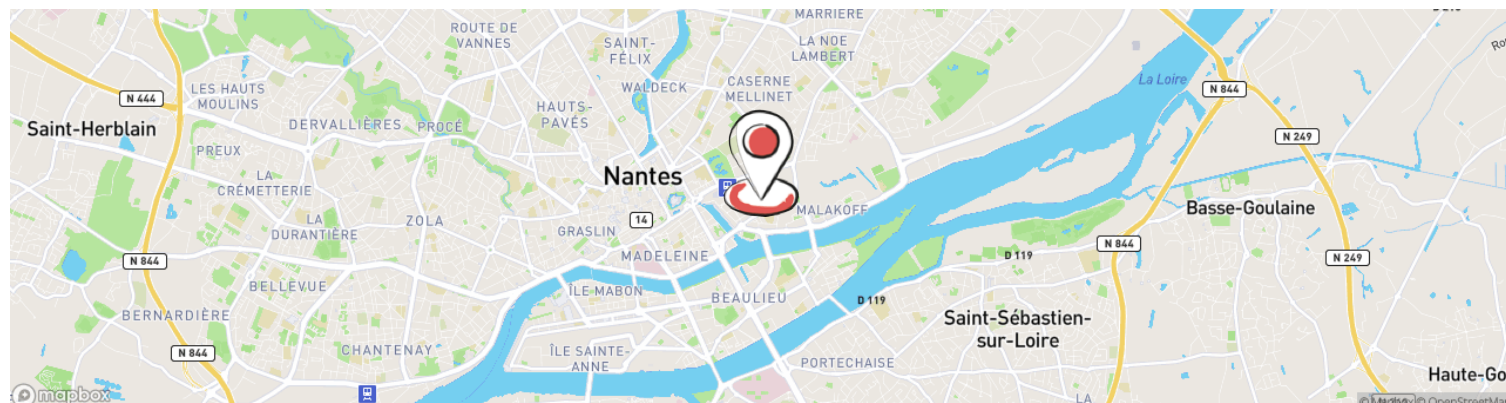 MARRIÈRE
ROUTE DE
VANNES
SAINT-
FÉLIX
LA NOE
LAMBERT
La Loire
LES HAUTS
MOULINS
WALDECK
CASERNE
MELLINET
N 844
N 444
HAUTS-
PAVÉS
Saint-Herblain
DERVALLIÈRES
PROCÉ
N 249
PREUX
Nantes
LA
CRÉMETTERIE
MALAKOFF
Basse-Goulaine
LA
DURANTIÈRE
ZOLA
14
GRASLIN
N 844
D 119
N 844
MADELEINE
N 249
BELLEVUE
ÎLE MABON
BEAULIEU
D 119
BERNARDIÈRE
Saint-Sébastien-
sur-Loire
N 844
CHANTENAY
ÎLE SAINTE-
ANNE
PORTECHAISE
Haute-Go
mapbox
LA
© OpenStreetMa